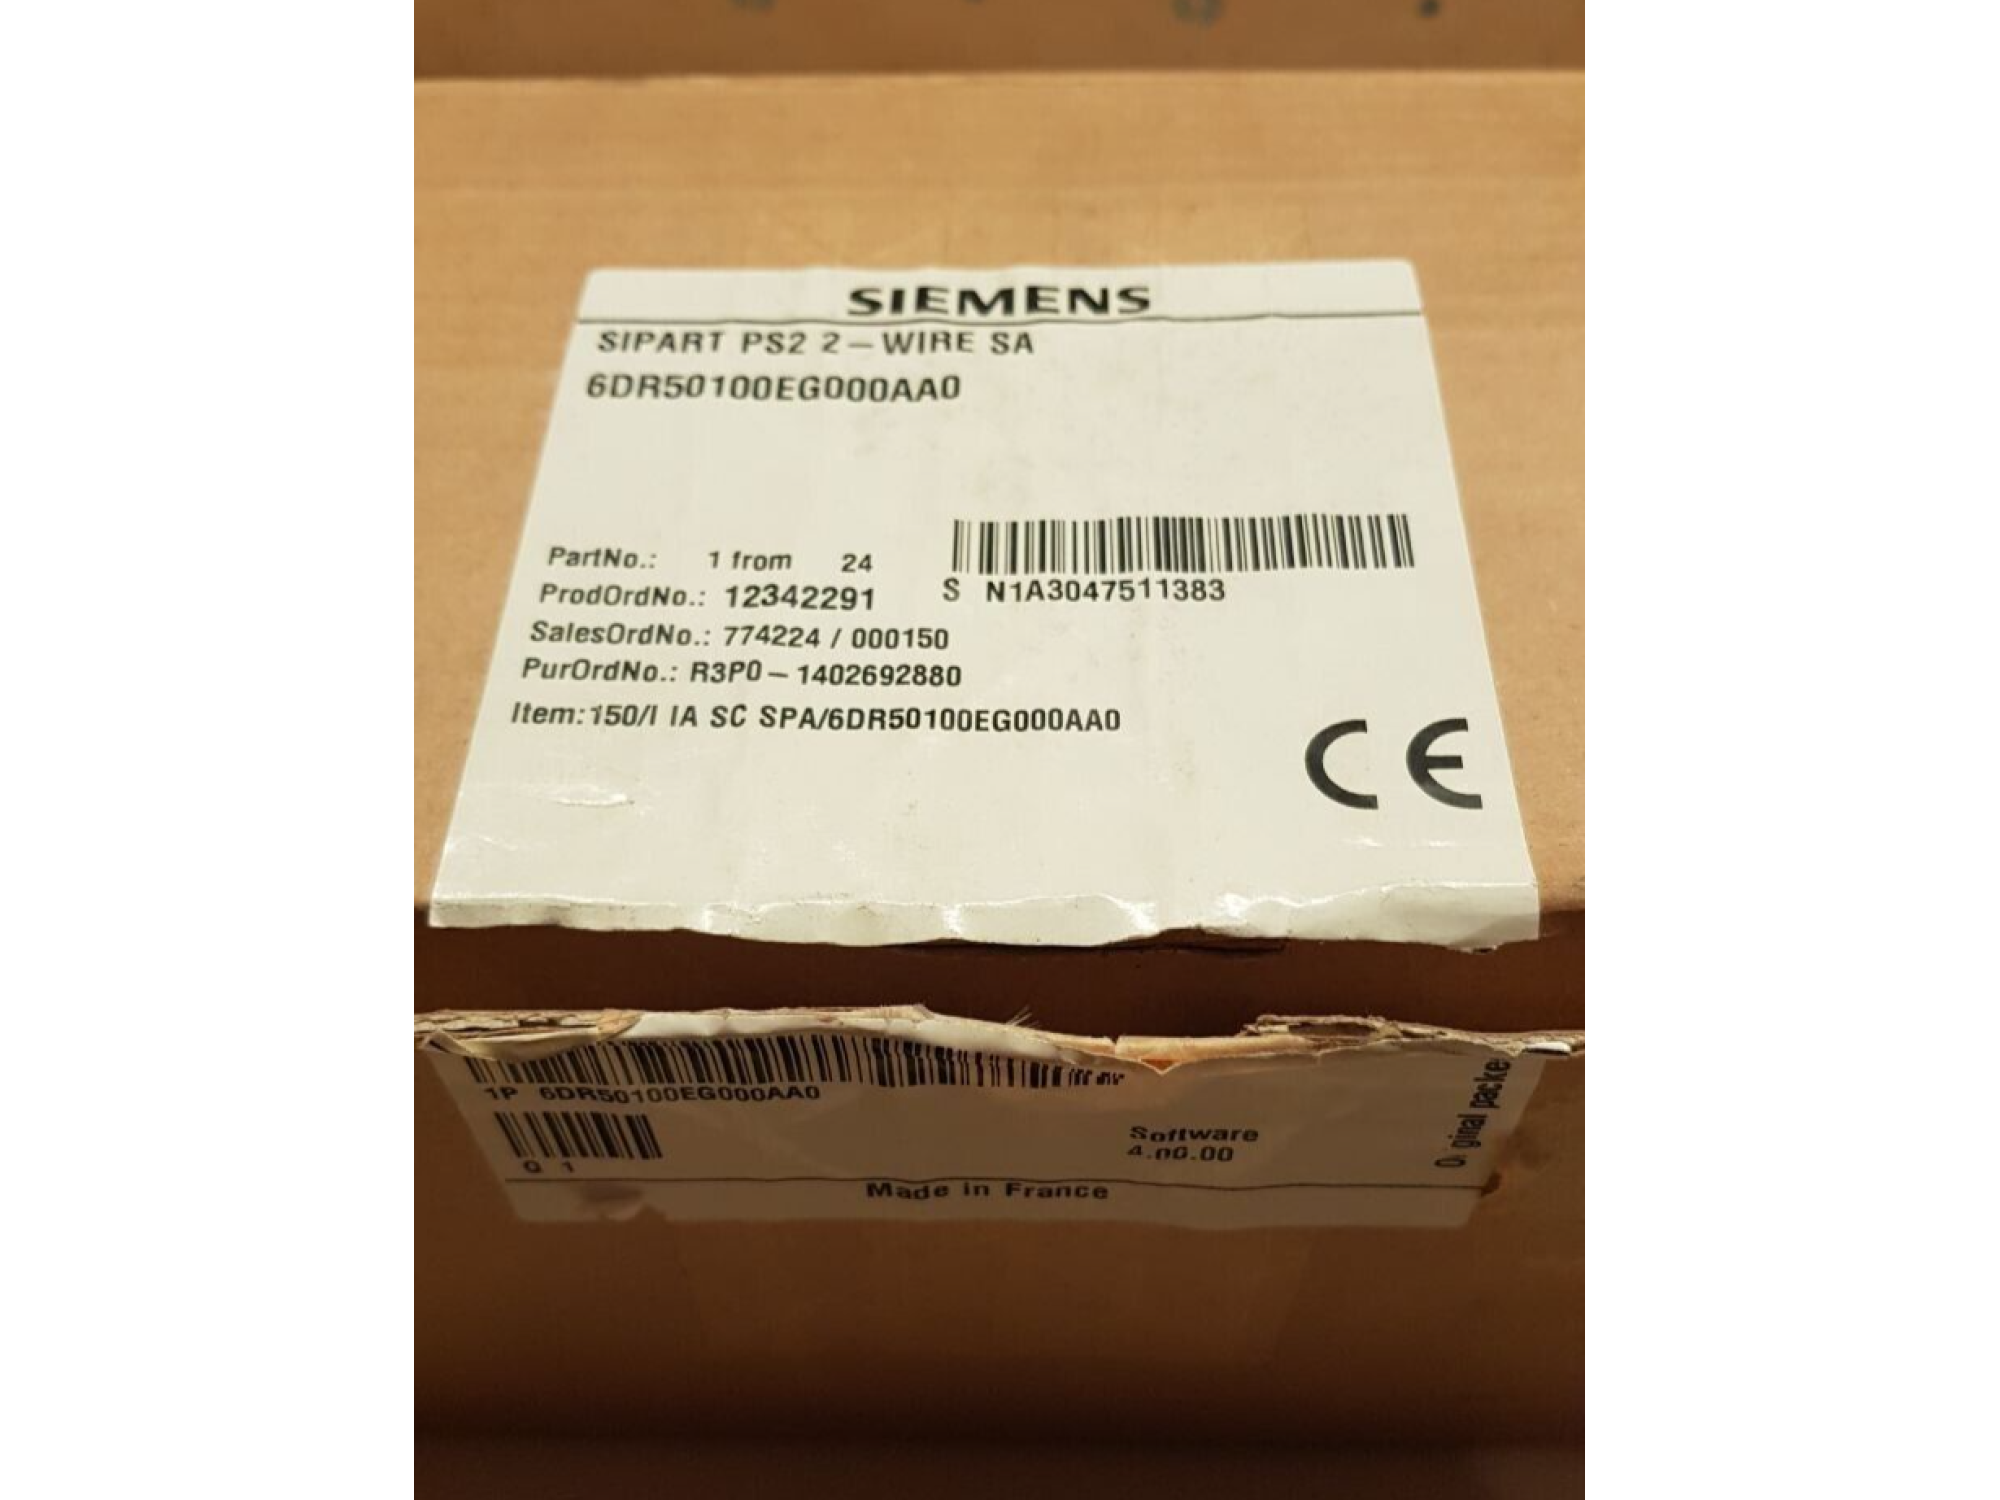 SIEMENS
SIPART PS2 2-WIRE SA
6DR50100EG000AA0
PartNo.: 1 from 24
ProdOrdNo.: 12342291
S N1A3047511383
SalesOrdNo.: 774224 / 000150
PurOrdNo.: R3P0-1402692880
Item:150/I IA SC SPA/6DR50100EG000AA0
CE
1P 6DR50100EG000AA0
Q 1
Software
4.00.00
Made in France